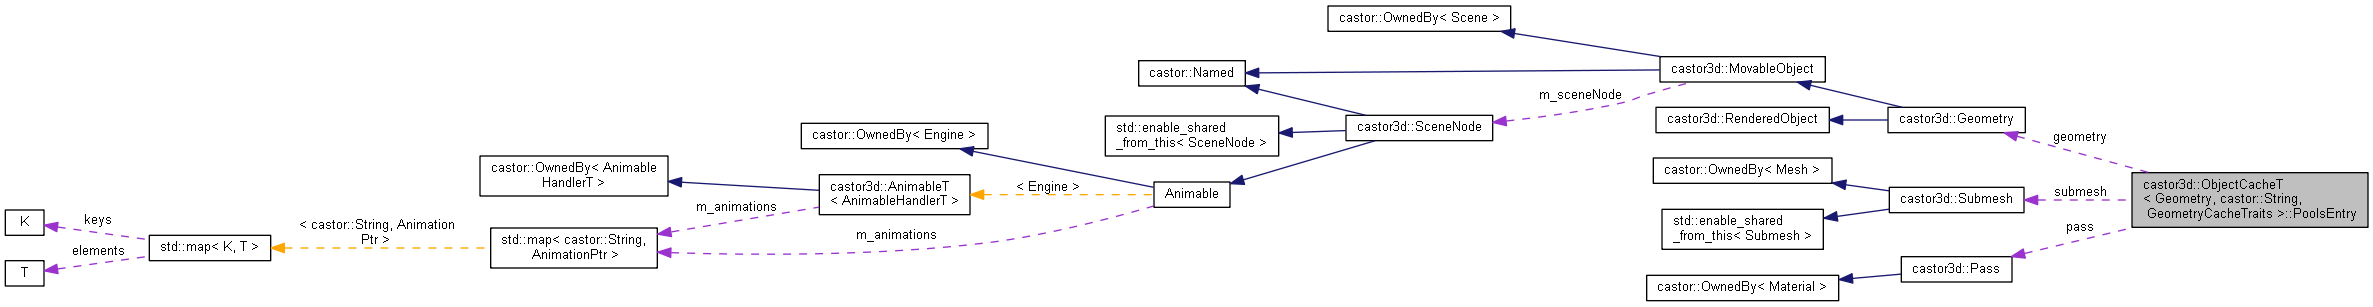 castor::OwnedBy< Scene >
castor::Named
castor3d::MovableObject
m_sceneNode
castor3d::RenderedObject
castor3d::Geometry
geometry
castor::OwnedBy< Engine >
std::enable_shared
_from_this< SceneNode >
castor3d::SceneNode
castor::OwnedBy< Animable
HandlerT >
castor3d::AnimableT
< AnimableHandlerT >
< Engine >
Animable
castor::OwnedBy< Mesh >
castor3d::Submesh
submesh
castor3d::ObjectCacheT
< Geometry, castor::String,
GeometryCacheTraits >::PoolsEntry
K
keys
elements
T
std::map< K, T >
< castor::String, Animation
Ptr >
std::map< castor::String,
AnimationPtr >
m_animations
m_animations
std::enable_shared
_from_this< Submesh >
pass
castor3d::Pass
castor::OwnedBy< Material >